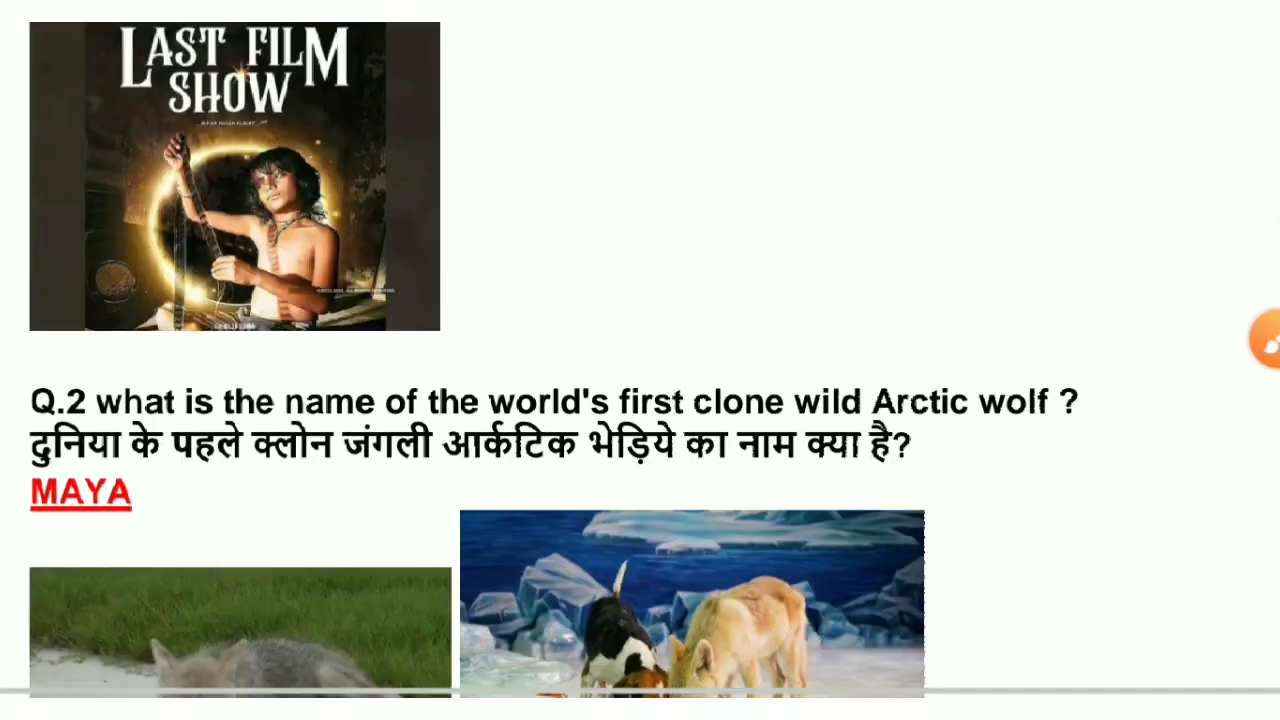 LAST FILM
SHOW
Q.2 what is the name of the world's first clone wild Arctic wolf ?
दुनिया के पहले क्लोन जंगली आर्कटिक भेड़िये का नाम क्या है?
MAYA